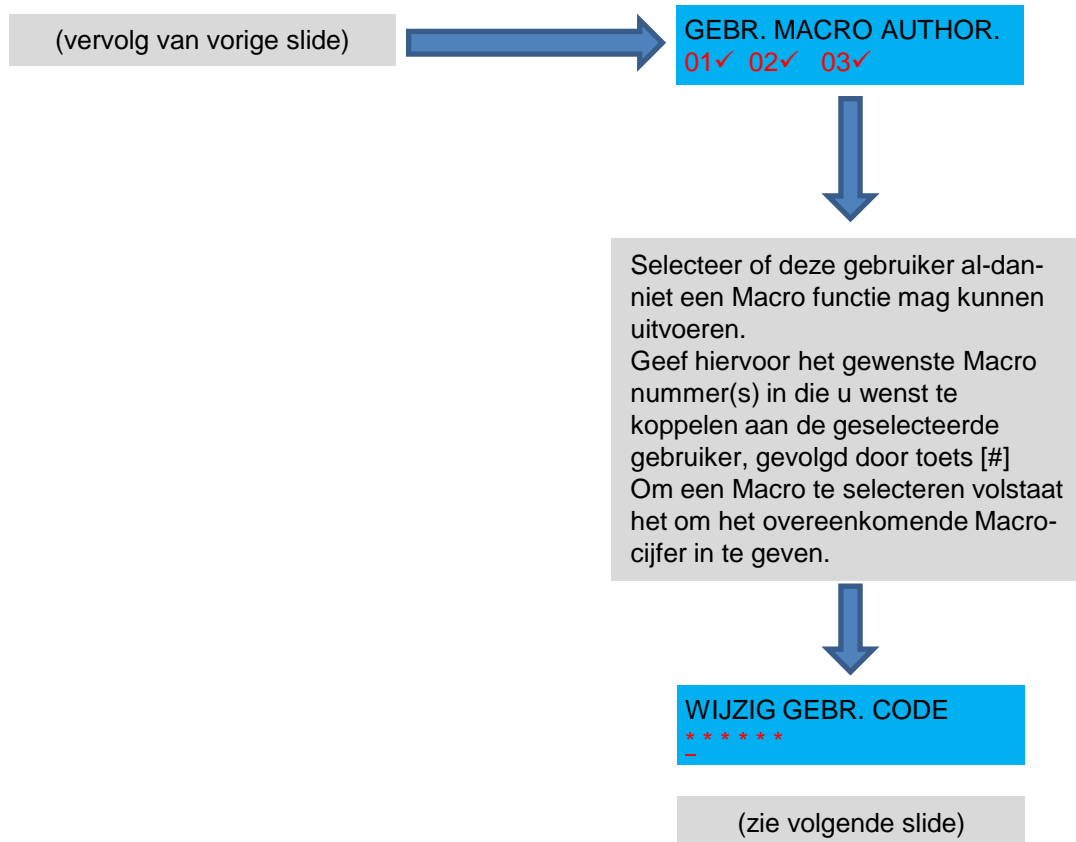 (vervolg van vorige slide)
GEBR. MACRO AUTHOR.
01✓ 02✓ 03✓
Selecteer of deze gebruiker al-dan-
niet een Macro functie mag kunnen
uitvoeren.
Geef hiervoor het gewenste Macro
nummer(s) in die u wenst te
koppelen aan de geselecteerde
gebruiker, gevolgd door toets [#]
Om een Macro te selecteren volstaat
het om het overeenkomende Macro-
cijfer in te geven.
WIJZIG GEBR. CODE
* * * * * *
(zie volgende slide)